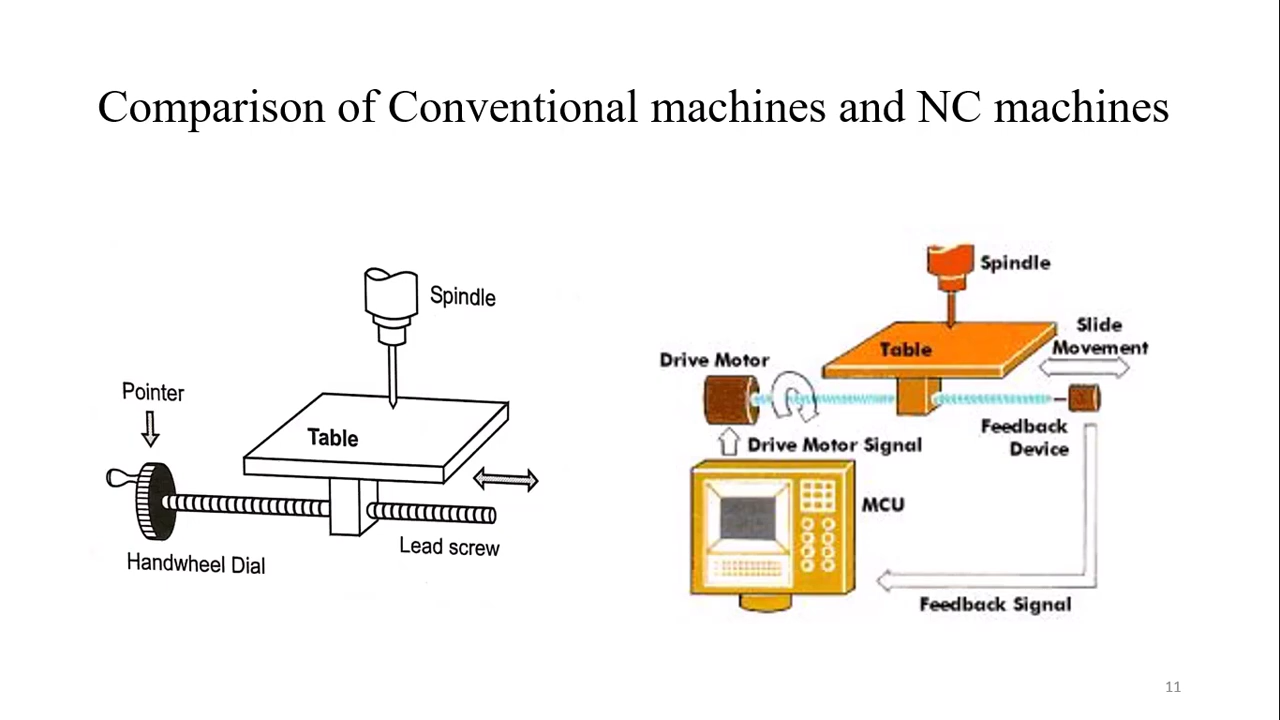 Comparison of Conventional machines and NC machines
Spindle
Pointer
Table
Lead screw
Handwheel Dial
Spindle
Slide
Movement
Table
Drive Motor
Feedback
Device
Drive Motor Signal
MCU
Feedback Signal
11